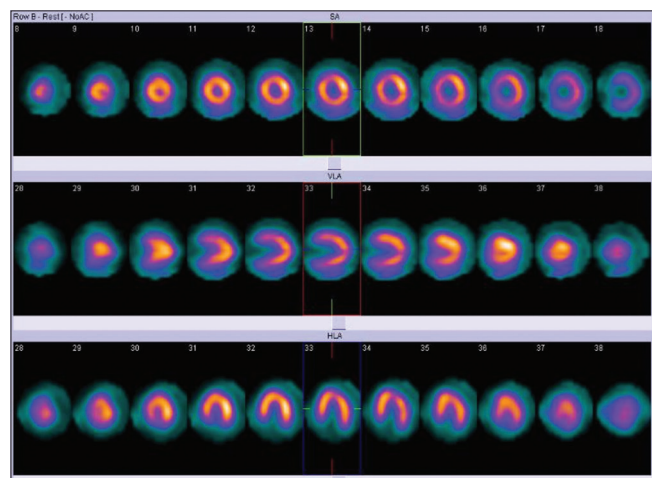 Row B - Rest [ - NoAC ] SA
8 9 10 11 12 13 14 15 16 17 18
VLA
28 29 30 31 32 33 34 35 36 37 38
HLA
28 29 30 31 32 33 34 35 36 37 38